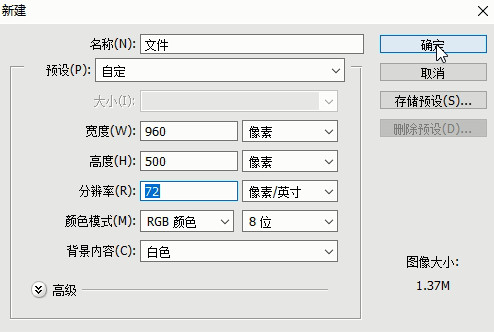 新建
名称(N): 文件
确定
预设(P): 自定
取消
大小(I):
存储预设(S)...
宽度(W): 960 像素
删除预设(D)...
高度(H): 500 像素
分辨率(R): 72 像素/英寸
颜色模式(M): RGB 颜色 8 位
背景内容(C): 白色
图像大小:
1.37M
高级